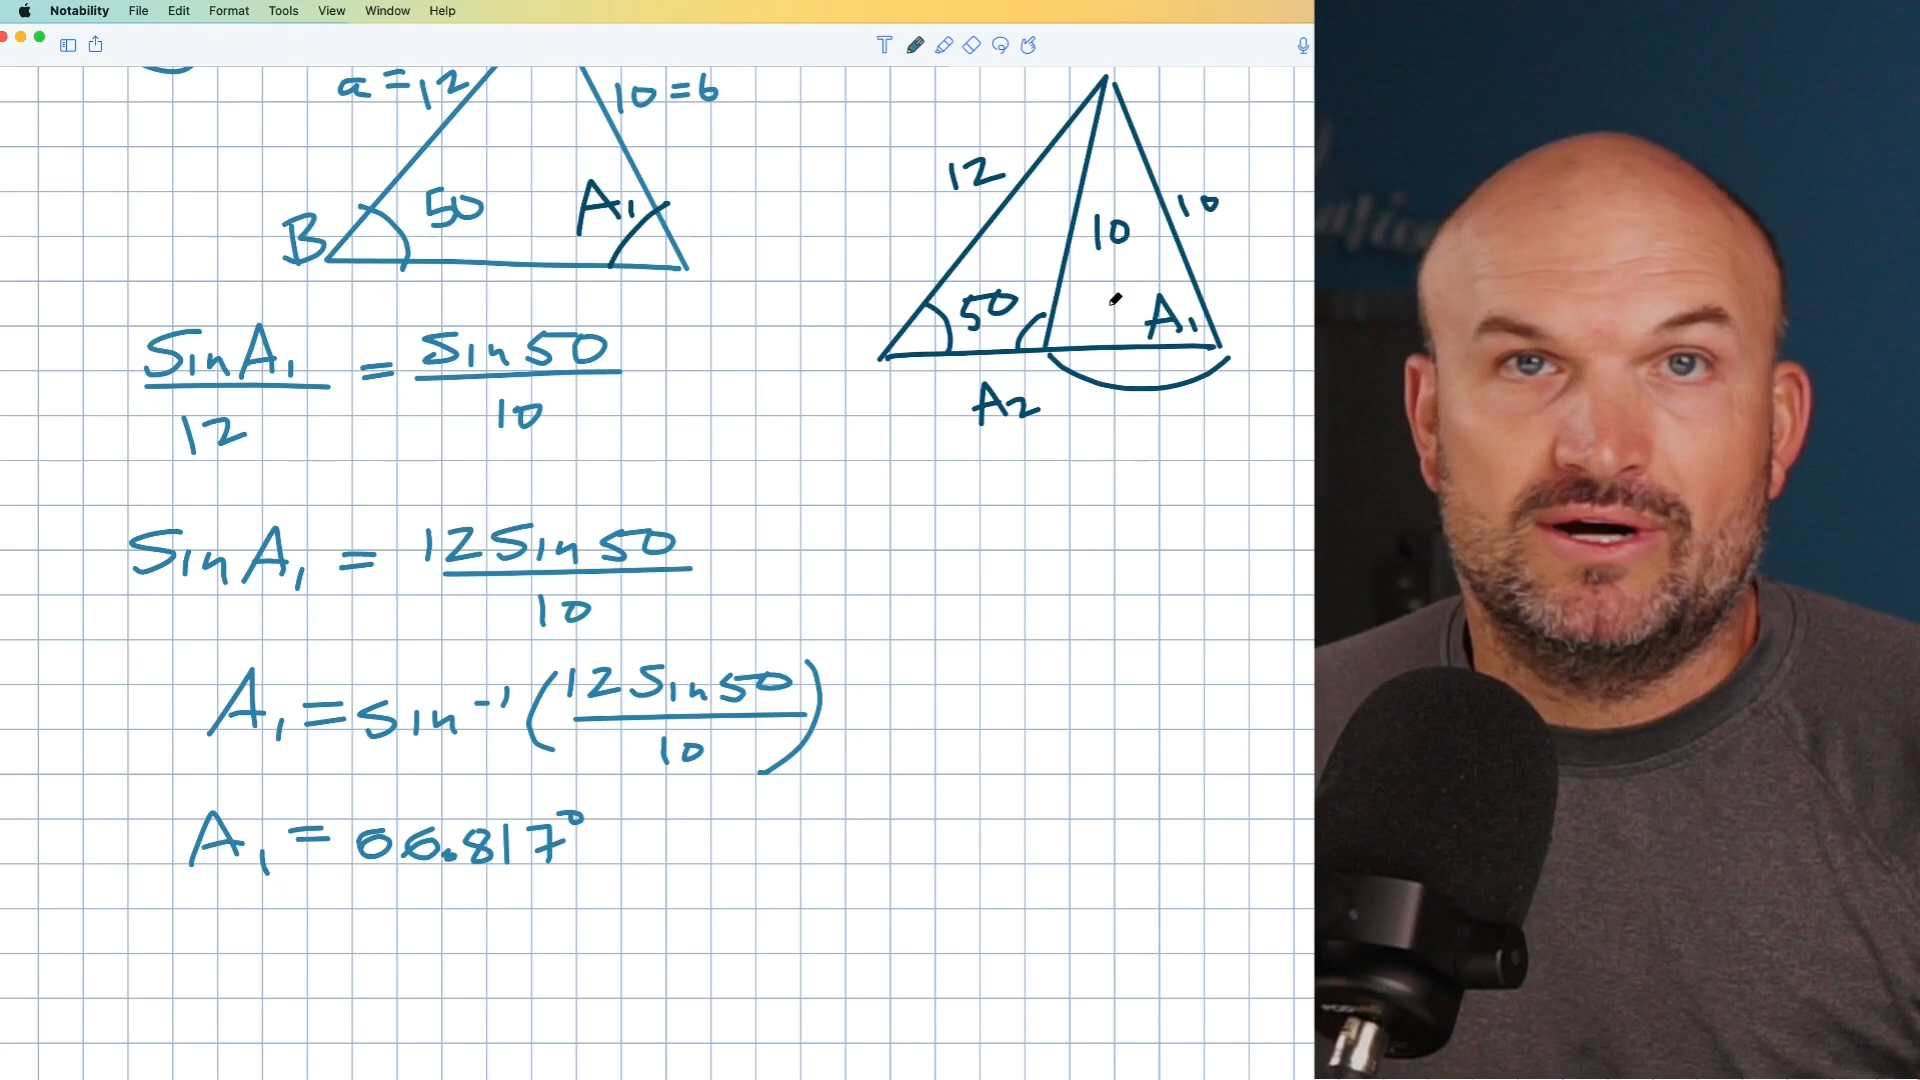 Notability File Edit Format Tools View Window Help
a = 12
10 = b
B
50
A1
12
10
10
50
A1
A2
Sin A1 / 12 = Sin 50 / 10
Sin A1 = 12 Sin 50 / 10
A1 = sin⁻¹ (12 Sin 50 / 10)
A1 = 66.817°